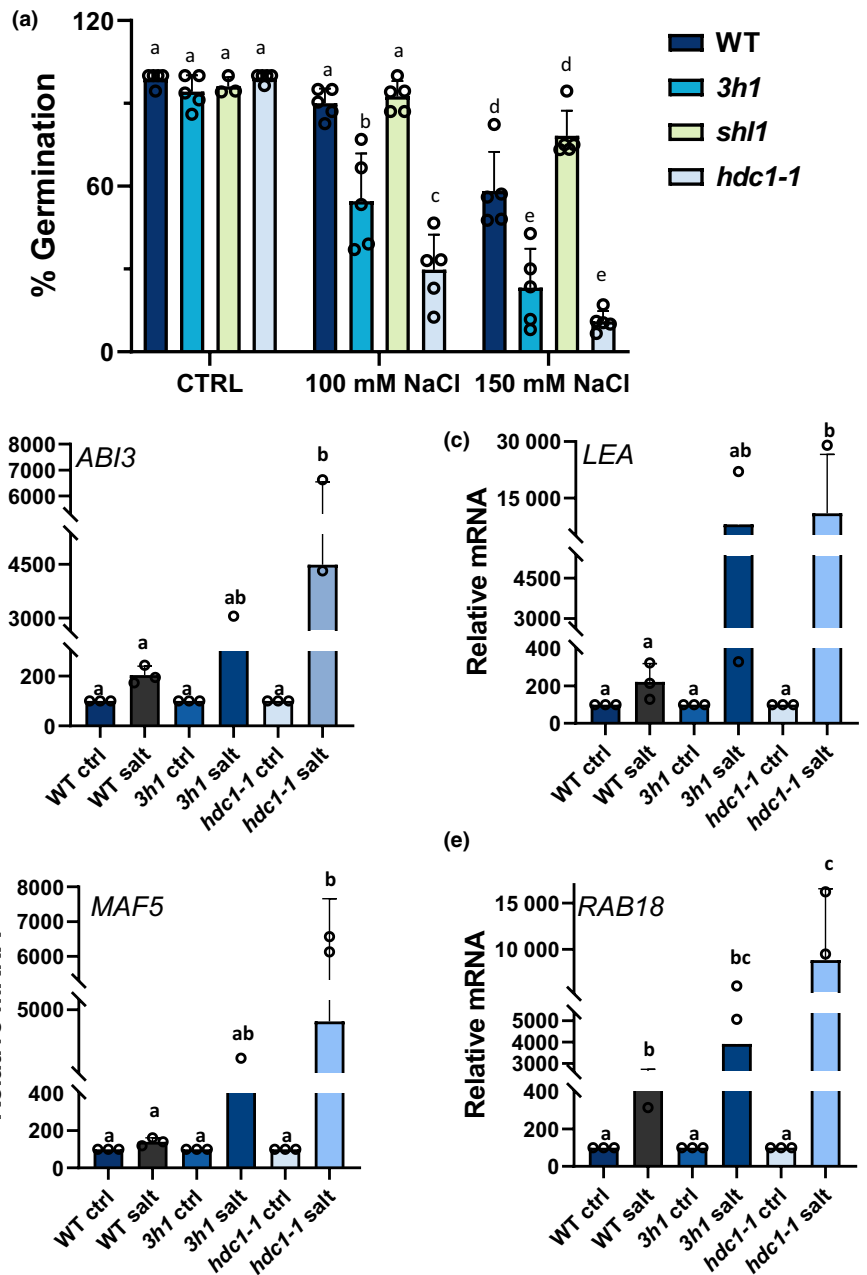 (a)
% Germination
120
60
0
a a a a
a b a c
d e d e
CTRL 100 mM NaCl 150 mM NaCl
WT
3h1
shl1
hdc1-1
ABI3
8000
7000
6000
4500
3000
200
0
a a a ab a b
WT ctrl
WT salt
3h1 ctrl
3h1 salt
hdc1-1 ctrl
hdc1-1 salt
(c)
LEA
Relative mRNA
30 000
15 000
4500
3000
400
200
0
a a a ab a b
WT ctrl
WT salt
3h1 ctrl
3h1 salt
hdc1-1 ctrl
hdc1-1 salt
MAF5
8000
7000
6000
5000
400
200
0
a a a ab a b
WT ctrl
WT salt
3h1 ctrl
3h1 salt
hdc1-1 ctrl
hdc1-1 salt
(e)
RAB18
Relative mRNA
15 000
10 000
5000
4000
3000
400
200
0
a b a bc a c
WT ctrl
WT salt
3h1 ctrl
3h1 salt
hdc1-1 ctrl
hdc1-1 salt